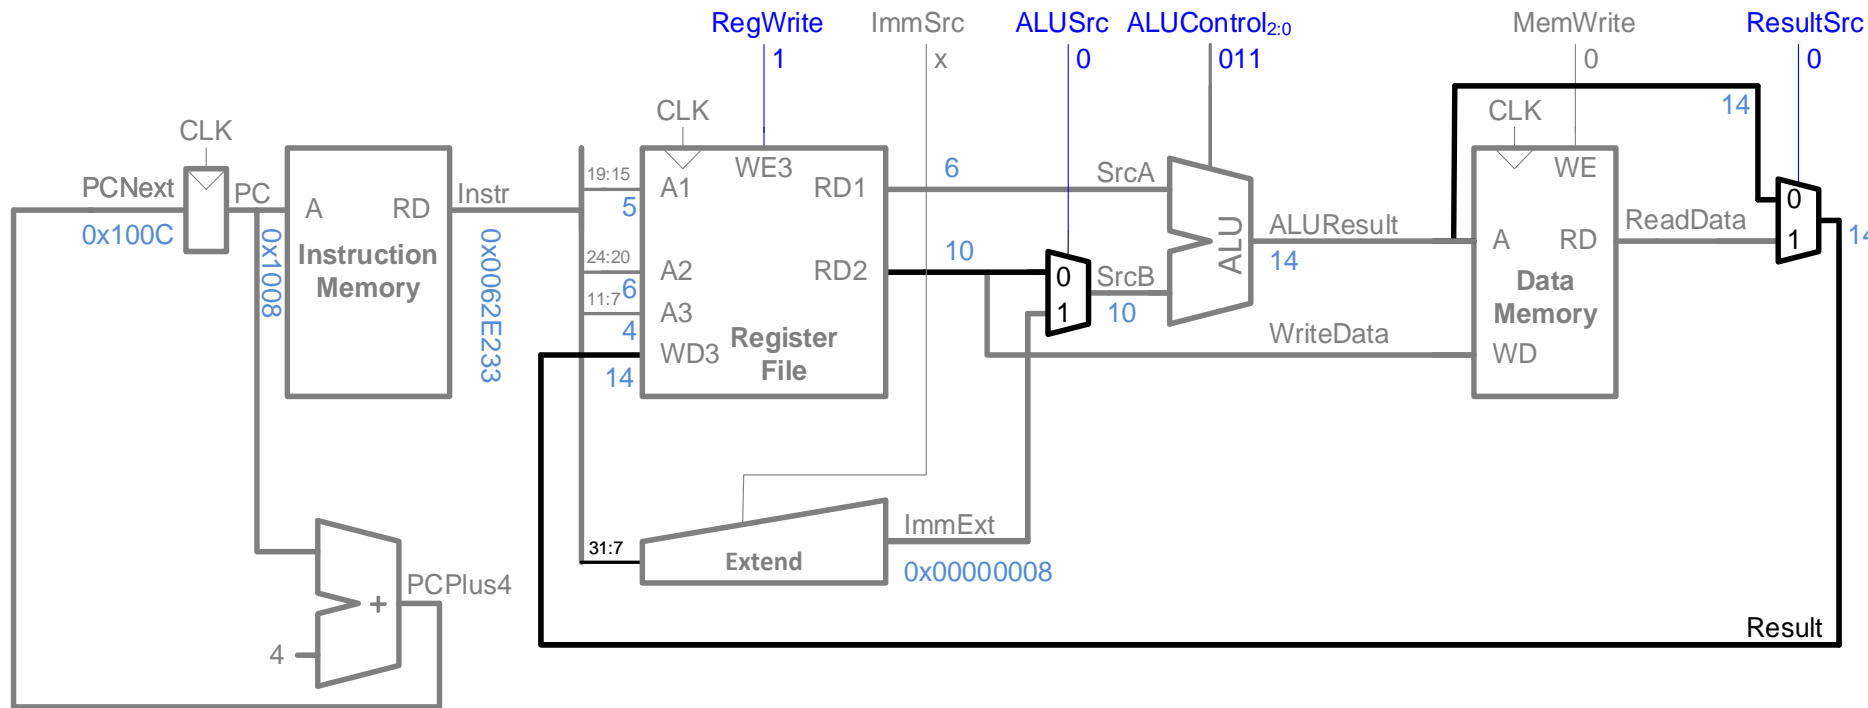 RegWrite ImmSrc ALUSrc ALUControl2:0 MemWrite ResultSrc
1 x 0 011 0 0
CLK CLK CLK
14
PCNext PC Instr
0x100C 0x1008 0x0062E233
A RD
Instruction Memory
19:15 A1 WE3 RD1
5
6 SrcA
24:20 A2 RD2
6
10
11:7 A3
4
WD3
14
Register File
0
1
SrcB
10
ALU
ALUResult
14
WriteData
WE
A RD
Data Memory
WD
ReadData
0
1
14
31:7
Extend
ImmExt
0x00000008
PCPlus4
+
4
Result